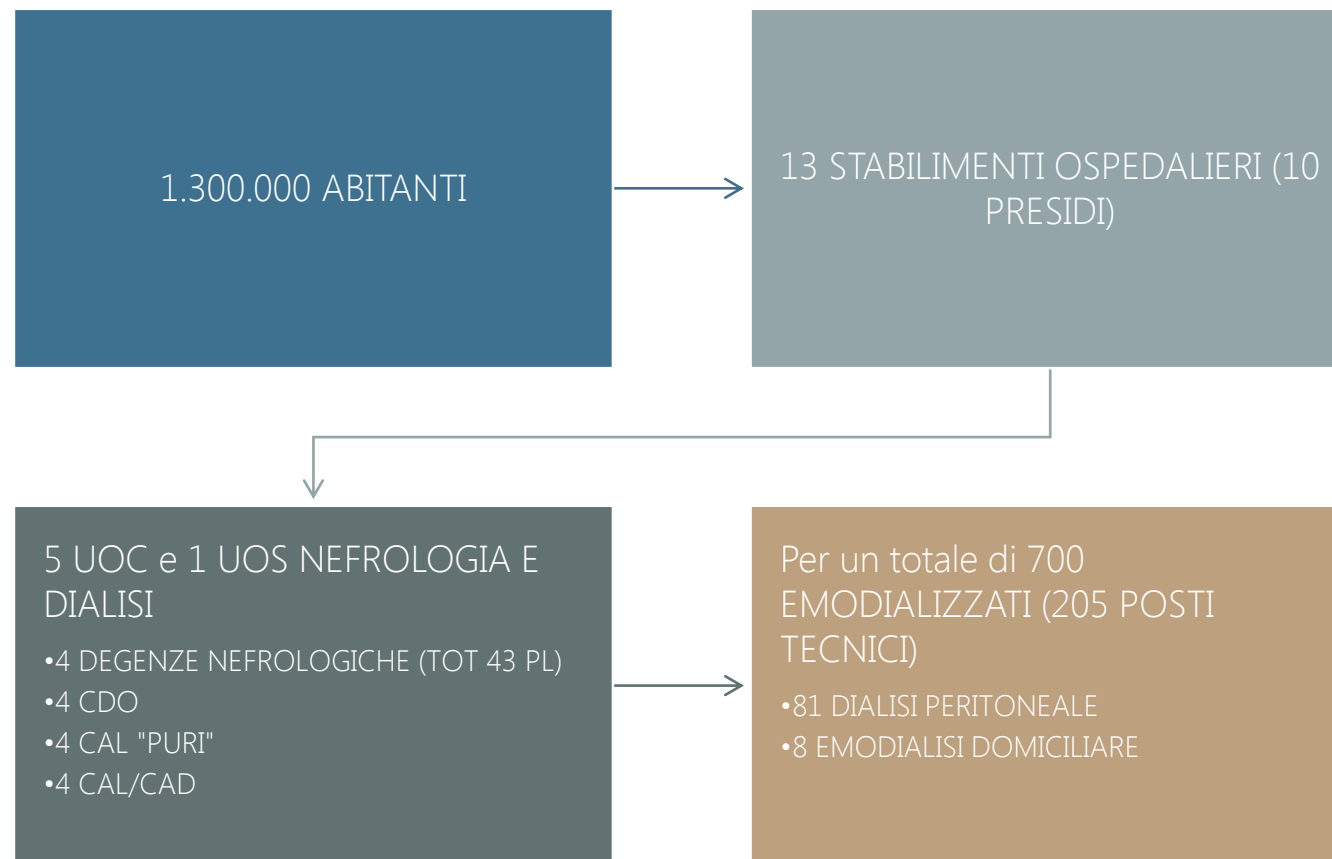 1.300.000 ABITANTI
13 STABILIMENTI OSPEDALIERI (10
PRESIDI)
5 UOC e 1 UOS NEFROLOGIA E
DIALISI
•4 DEGENZE NEFROLOGICHE (TOT 43 PL)
•4 CDO
•4 CAL "PURI"
•4 CAL/CAD
Per un totale di 700
EMODIALIZZATI (205 POSTI
TECNICI)
•81 DIALISI PERITONEALE
•8 EMODIALISI DOMICILIARE